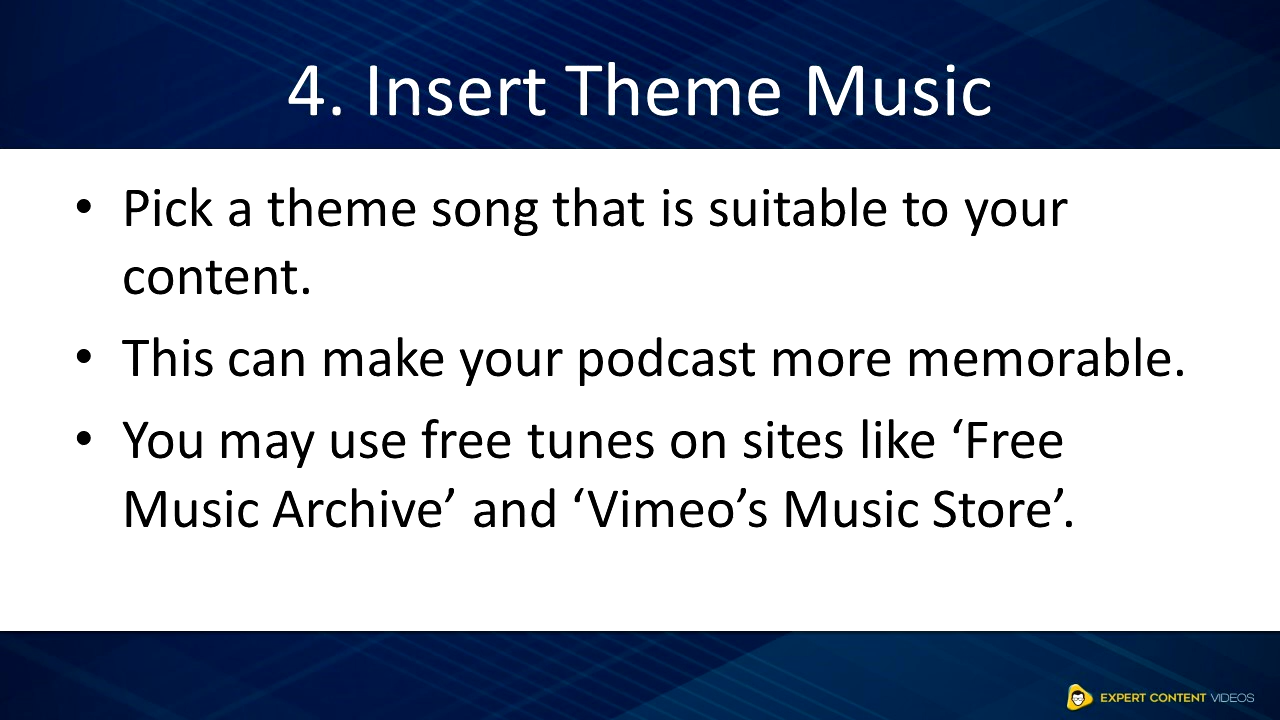 4. Insert Theme Music
• Pick a theme song that is suitable to your
content.
• This can make your podcast more memorable.
• You may use free tunes on sites like ‘Free
Music Archive’ and ‘Vimeo’s Music Store’.
EXPERT CONTENT VIDEOS